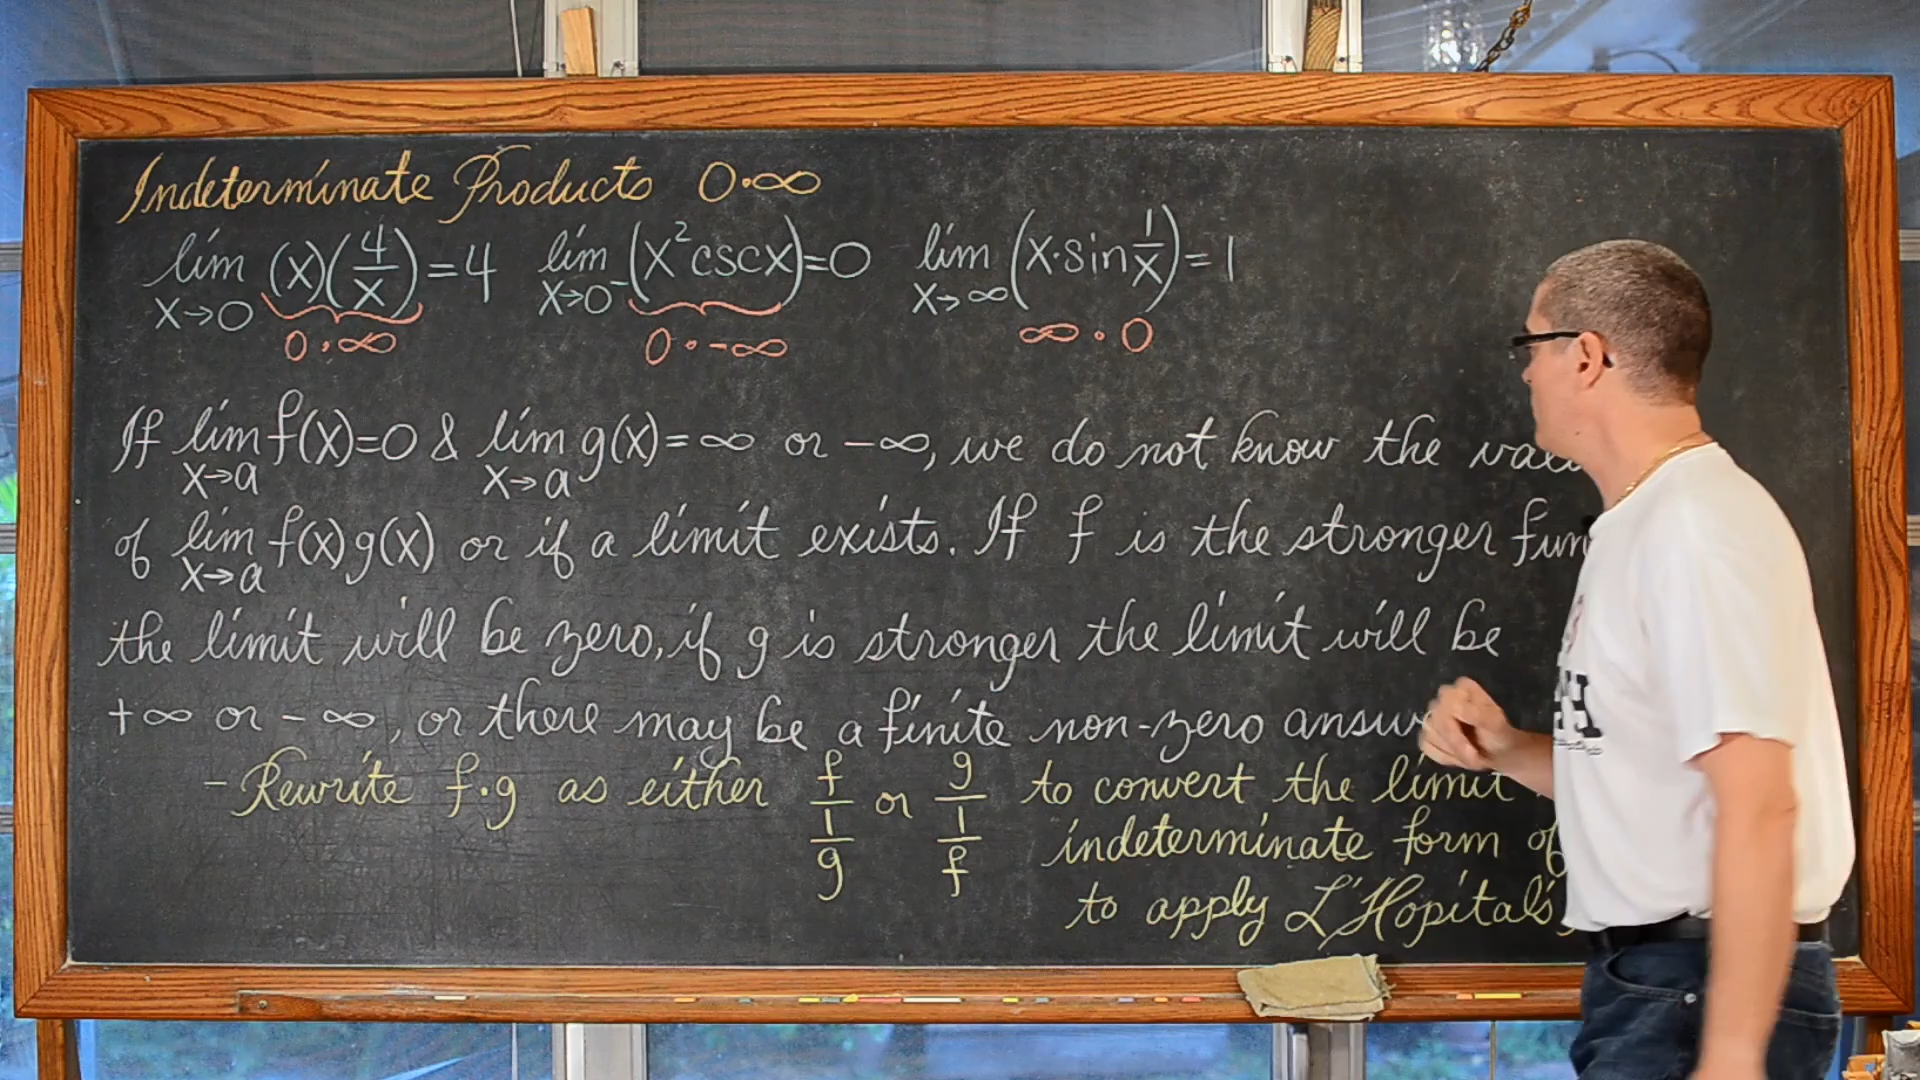 Indeterminate Products 0·∞
lim x→0 (x)(4/x) = 4   lim x→0⁻ (x² csc x) = 0   lim x→∞ (x·sin 1/x) = 1
0·∞   0·-∞   ∞·0
If lim x→a f(x)=0 & lim x→a g(x) = ∞ or -∞, we do not know the
of lim x→a f(x)g(x) or if a limit exists. If f is the stronger
the limit will be zero, if g is stronger the limit will be
+∞ or -∞, or there may be a finite non-zero
- Rewrite f·g as either f/(1/g) or g/(1/f) to convert the limit
indeterminate form of
to apply L'Hopital's